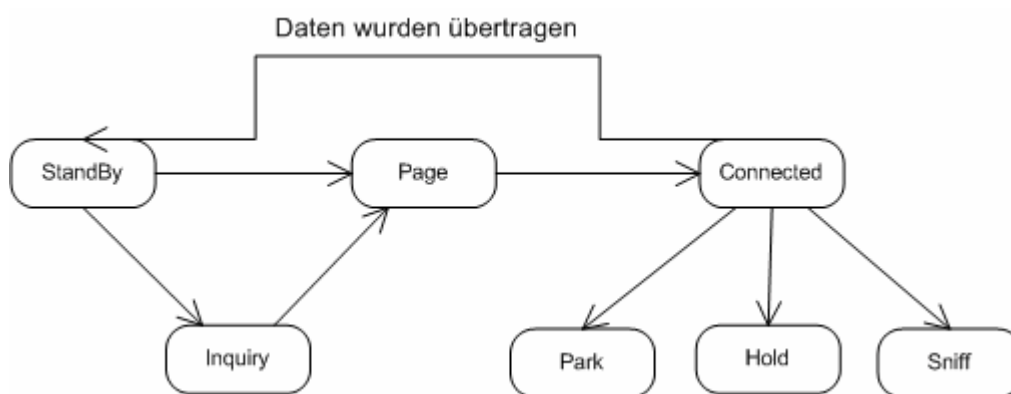 Daten wurden übertragen
StandBy
Page
Connected
Inquiry
Park
Hold
Sniff